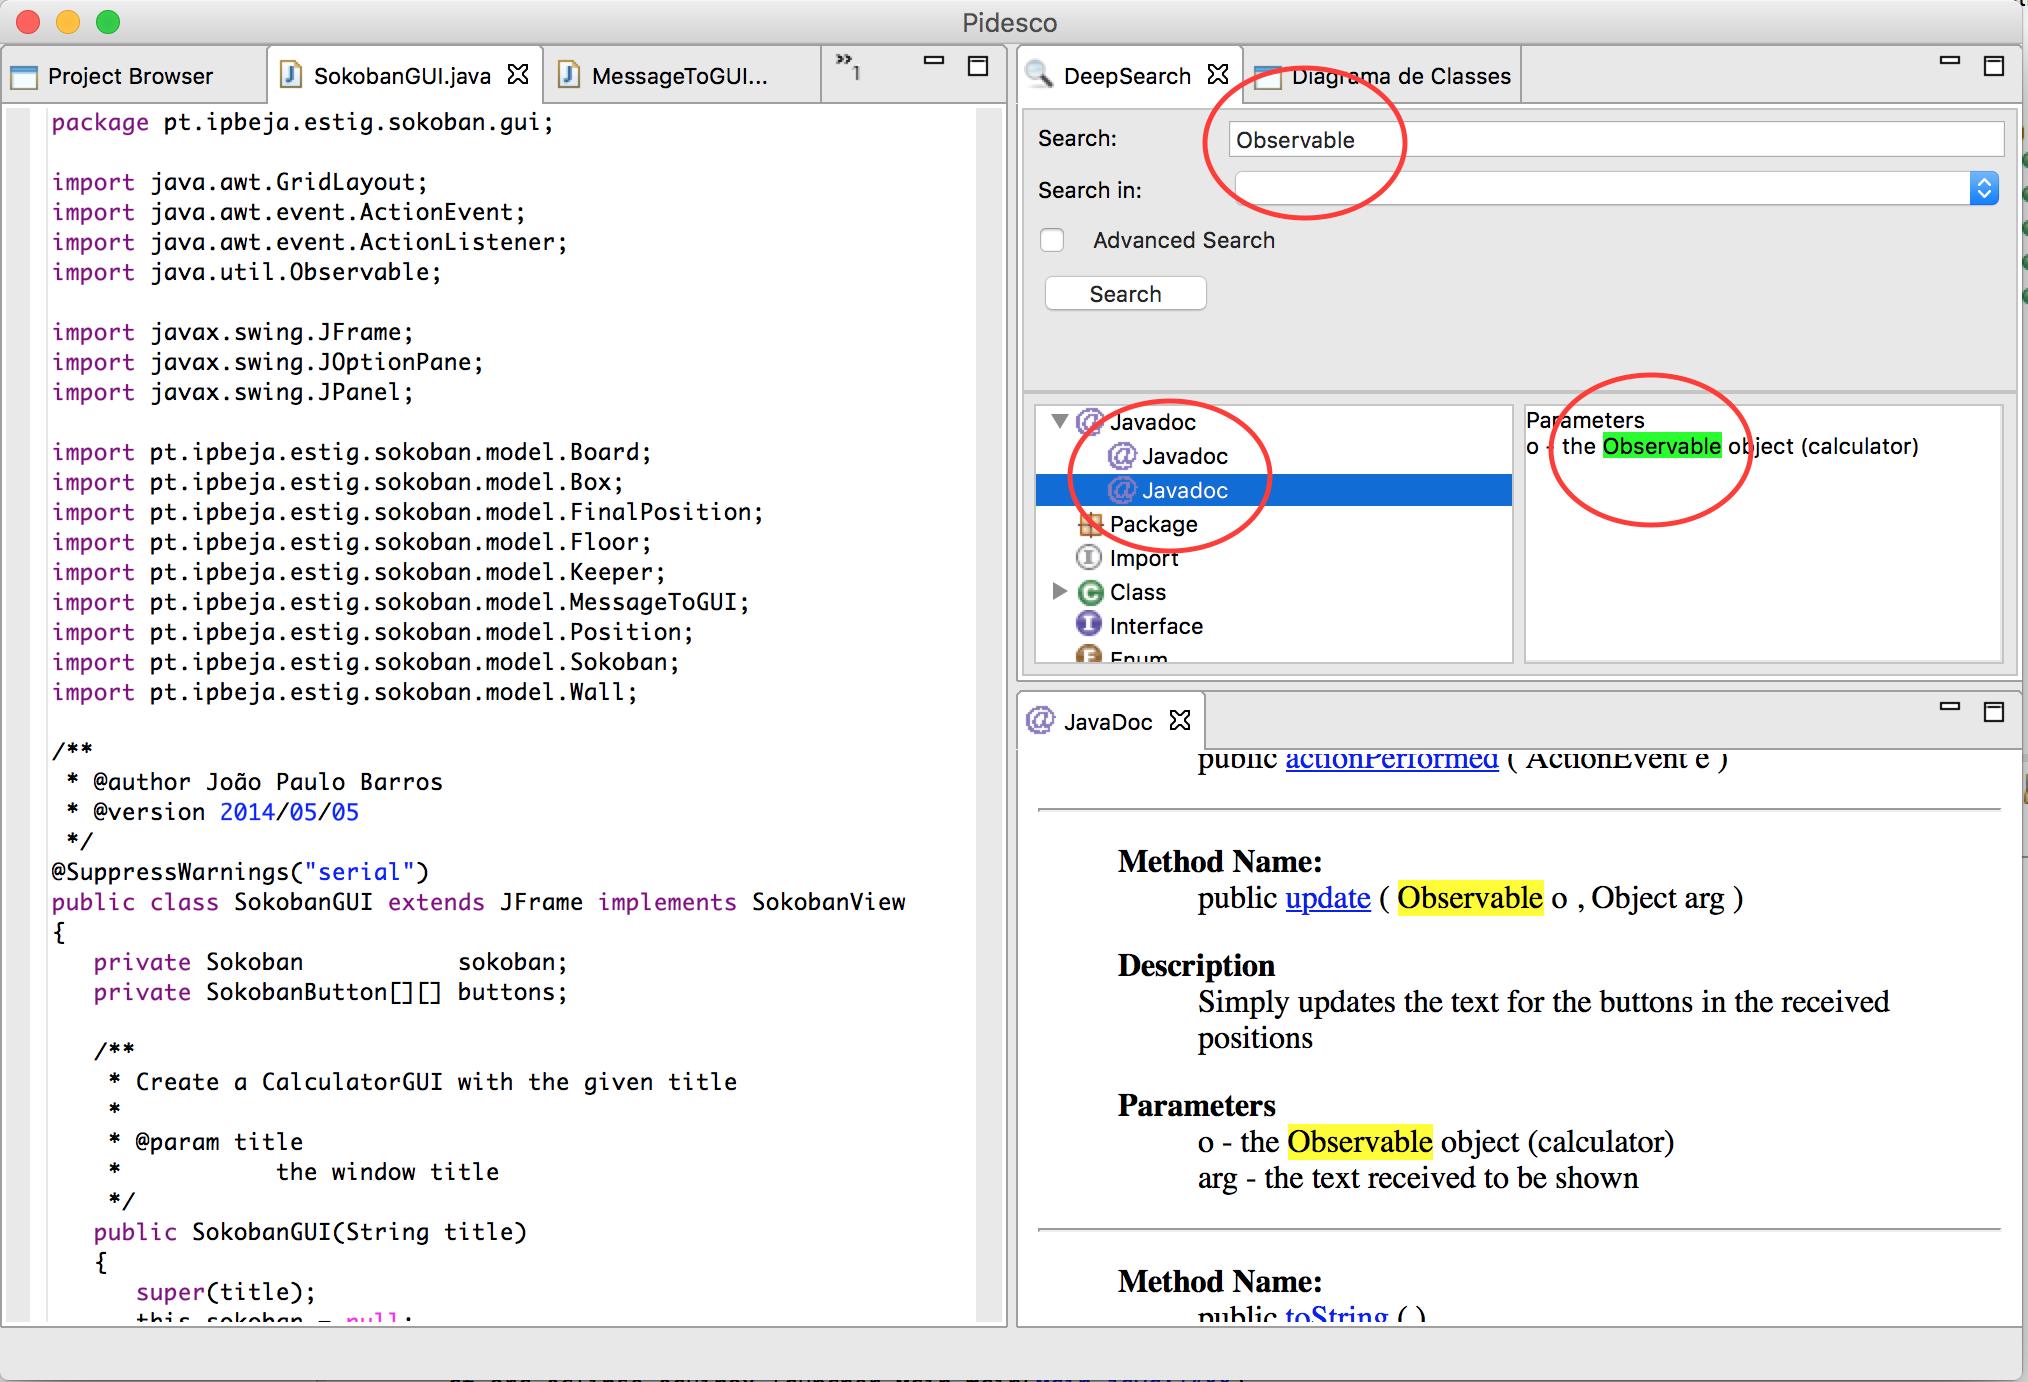 Pidesco
Project Browser
SokobanGUI.java
MessageToGUI...
»1
package pt.ipbeja.estig.sokoban.gui;
import java.awt.GridLayout;
import java.awt.event.ActionEvent;
import java.awt.event.ActionListener;
import java.util.Observable;
import javax.swing.JFrame;
import javax.swing.JOptionPane;
import javax.swing.JPanel;
import pt.ipbeja.estig.sokoban.model.Board;
import pt.ipbeja.estig.sokoban.model.Box;
import pt.ipbeja.estig.sokoban.model.FinalPosition;
import pt.ipbeja.estig.sokoban.model.Floor;
import pt.ipbeja.estig.sokoban.model.Keeper;
import pt.ipbeja.estig.sokoban.model.MessageToGUI;
import pt.ipbeja.estig.sokoban.model.Position;
import pt.ipbeja.estig.sokoban.model.Sokoban;
import pt.ipbeja.estig.sokoban.model.Wall;
/**
* @author João Paulo Barros
* @version 2014/05/05
*/
@SuppressWarnings("serial")
public class SokobanGUI extends JFrame implements SokobanView
{
private Sokoban sokoban;
private SokobanButton[][] buttons;
/**
* Create a CalculatorGUI with the given title
*
* @param title
* the window title
*/
public SokobanGUI(String title)
{
super(title);
this.sokoban = null;
DeepSearch
Diagrama de Classes
Search:
Observable
Search in:
Advanced Search
Search
Javadoc
Javadoc
Javadoc
Package
Import
Class
Interface
Enum
Parameters
o - the Observable object (calculator)
JavaDoc
public actionPerformed ( ActionEvent e )
Method Name:
public update ( Observable o , Object arg )
Description
Simply updates the text for the buttons in the received
positions
Parameters
o - the Observable object (calculator)
arg - the text received to be shown
Method Name:
public toString ( )